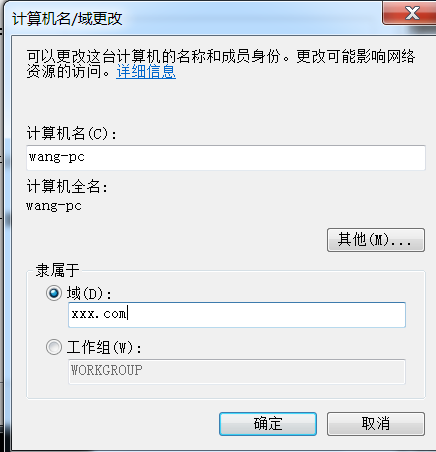 计算机名/域更改
可以更改这台计算机的名称和成员身份。更改可能影响网络
资源的访问。详细信息
计算机名(C):
wang-pc
计算机全名:
wang-pc
其他(M)...
隶属于
域(D):
xxx.com
工作组(W):
WORKGROUP
确定
取消